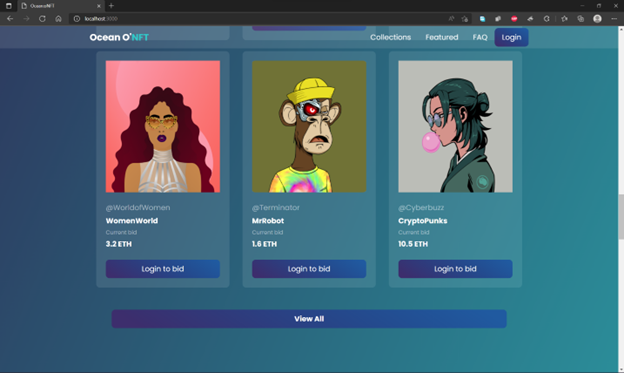 OceanoNFT
localhost:3000
Ocean O'NFT
Collections
Featured
FAQ
Login
@WorldofWomen
WomenWorld
Current bid
3.2 ETH
Login to bid
@Terminator
MrRobot
Current bid
1.6 ETH
Login to bid
@Cyberbuzz
CryptoPunks
Current bid
10.5 ETH
Login to bid
View All